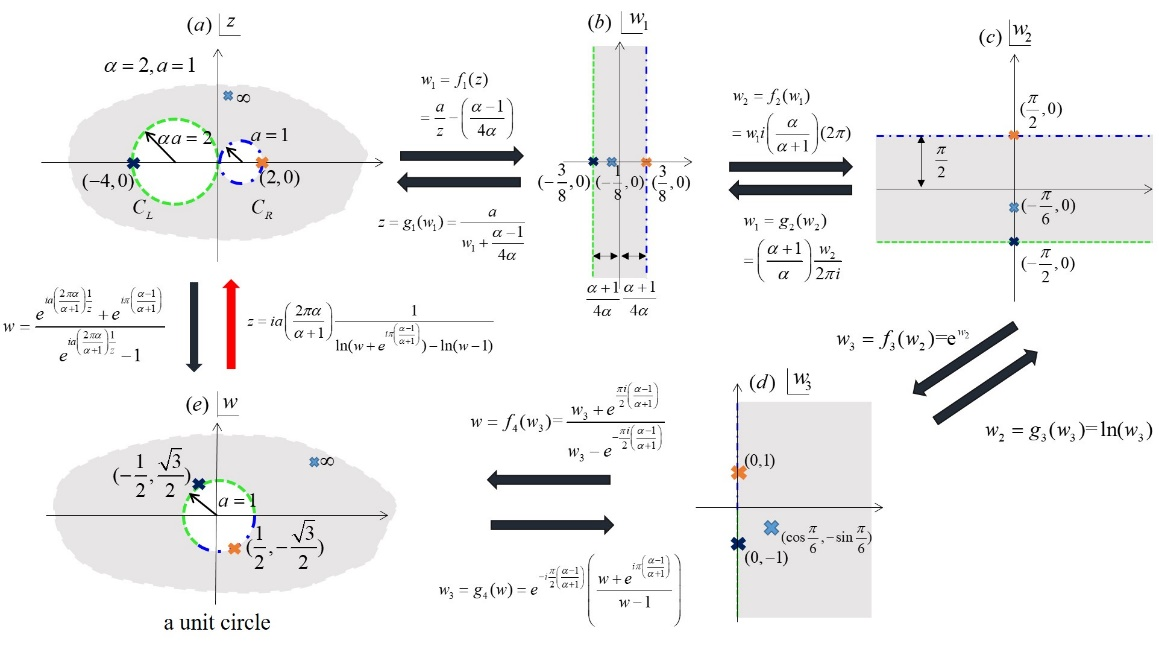 (a) z
α = 2, a = 1
∞
αa = 2
a = 1
(−4,0)
(2,0)
C_L
C_R
w₁ = f₁(z)
= a/z − ((α−1)/4α)
z = g₁(w₁) = a/(w₁ + (α−1)/4α)
(b) w₁
(−3/8,0) (−1/8,0) (3/8,0)
(α+1)/4α (α+1)/4α
w₂ = f₂(w₁)
= w₁i(α/(α+1))(2π)
w₁ = g₂(w₂)
= ((α+1)/α) w₂/2πi
(c) w₂
(π/2,0)
π/2
(−π/6,0)
(−π/2,0)
w = (e^{ia(2πα/(α+1))1/z} + e^{iπ((α−1)/(α+1))})/(e^{ia(2πα/(α+1))1/z} − 1)
z = ia(2πα/(α+1)) 1/(ln(w+e^{iπ((α−1)/(α+1))})−ln(w−1))
w₃ = f₃(w₂)=e^{w₂}
w₂ = g₃(w₃)=ln(w₃)
(d) w₃
(0,1)
(cos π/6,−sin π/6)
(0,−1)
w = f₄(w₃)= (w₃ + e^{πi/2((α−1)/(α+1))})/(w₃ − e^{−πi/2((α−1)/(α+1))})
w₃ = g₄(w) = e^{−iπ/2((α−1)/(α+1))}((w+e^{iπ((α−1)/(α+1))})/(w−1))
(e) w
∞
(−1/2, √3/2)
a = 1
(1/2,−√3/2)
a unit circle